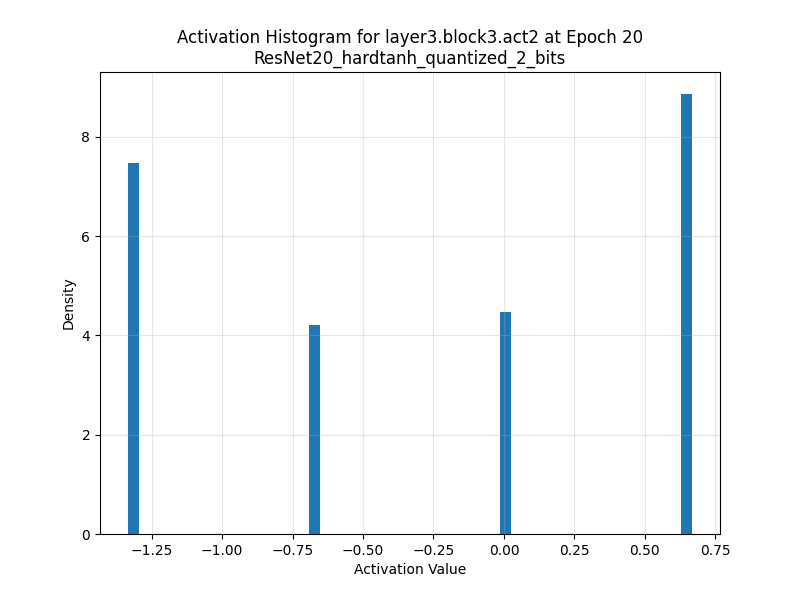 Activation Histogram for layer3.block3.act2 at Epoch 20
ResNet20_hardtanh_quantized_2_bits
Density
8
6
4
2
0
−1.25 −1.00 −0.75 −0.50 −0.25 0.00 0.25 0.50 0.75
Activation Value